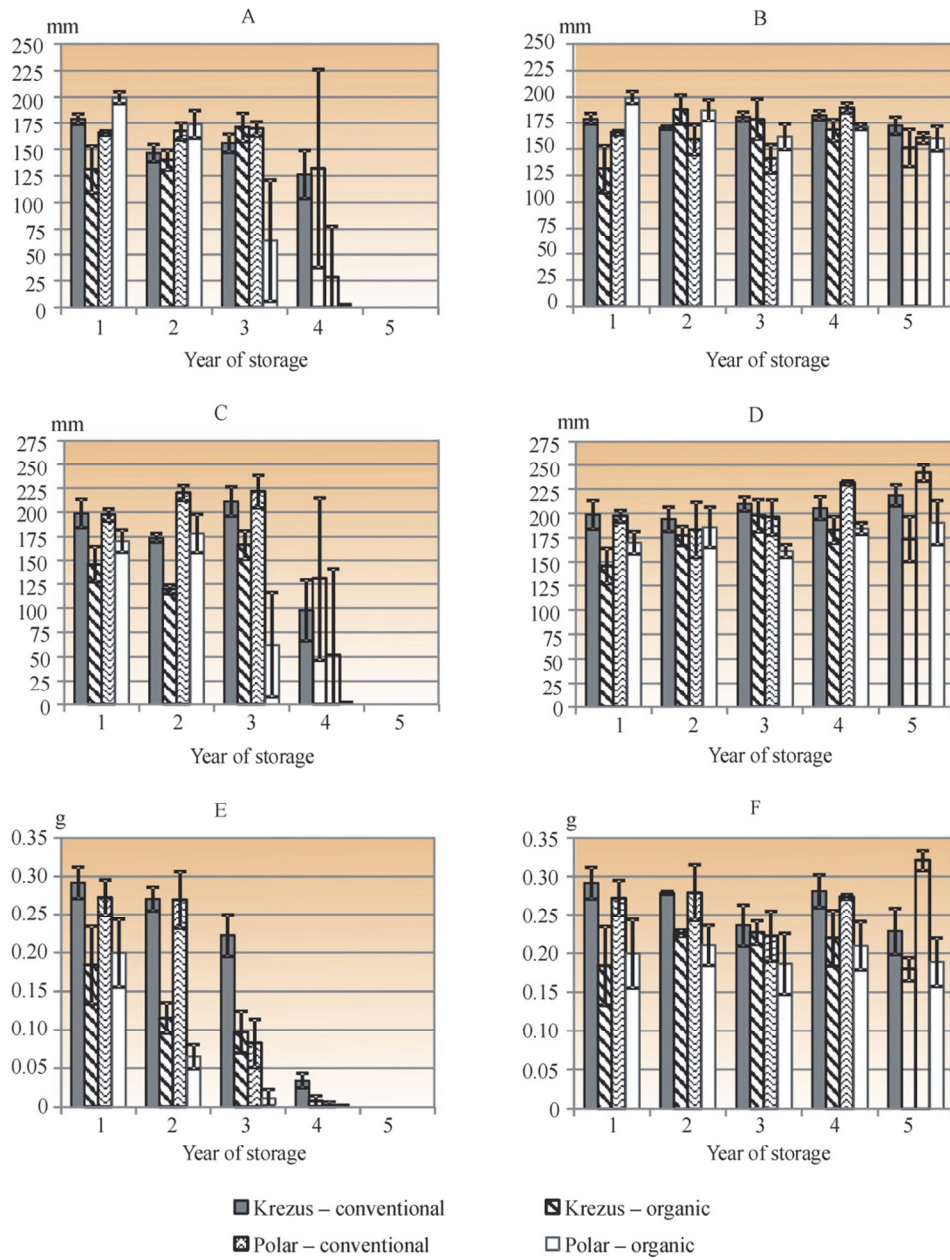 A
mm
250
225
200
175
150
125
100
75
50
25
0
1 2 3 4 5
Year of storage
B
mm
250
225
200
175
150
125
100
75
50
25
0
1 2 3 4 5
Year of storage
C
mm
275
250
225
200
175
150
125
100
75
50
25
0
1 2 3 4 5
Year of storage
D
mm
275
250
225
200
175
150
125
100
75
50
25
0
1 2 3 4 5
Year of storage
E
g
0.35
0.30
0.25
0.20
0.15
0.10
0.05
0
1 2 3 4 5
Year of storage
F
g
0.35
0.30
0.25
0.20
0.15
0.10
0.05
0
1 2 3 4 5
Year of storage
Krezus – conventional Krezus – organic
Polar – conventional Polar – organic